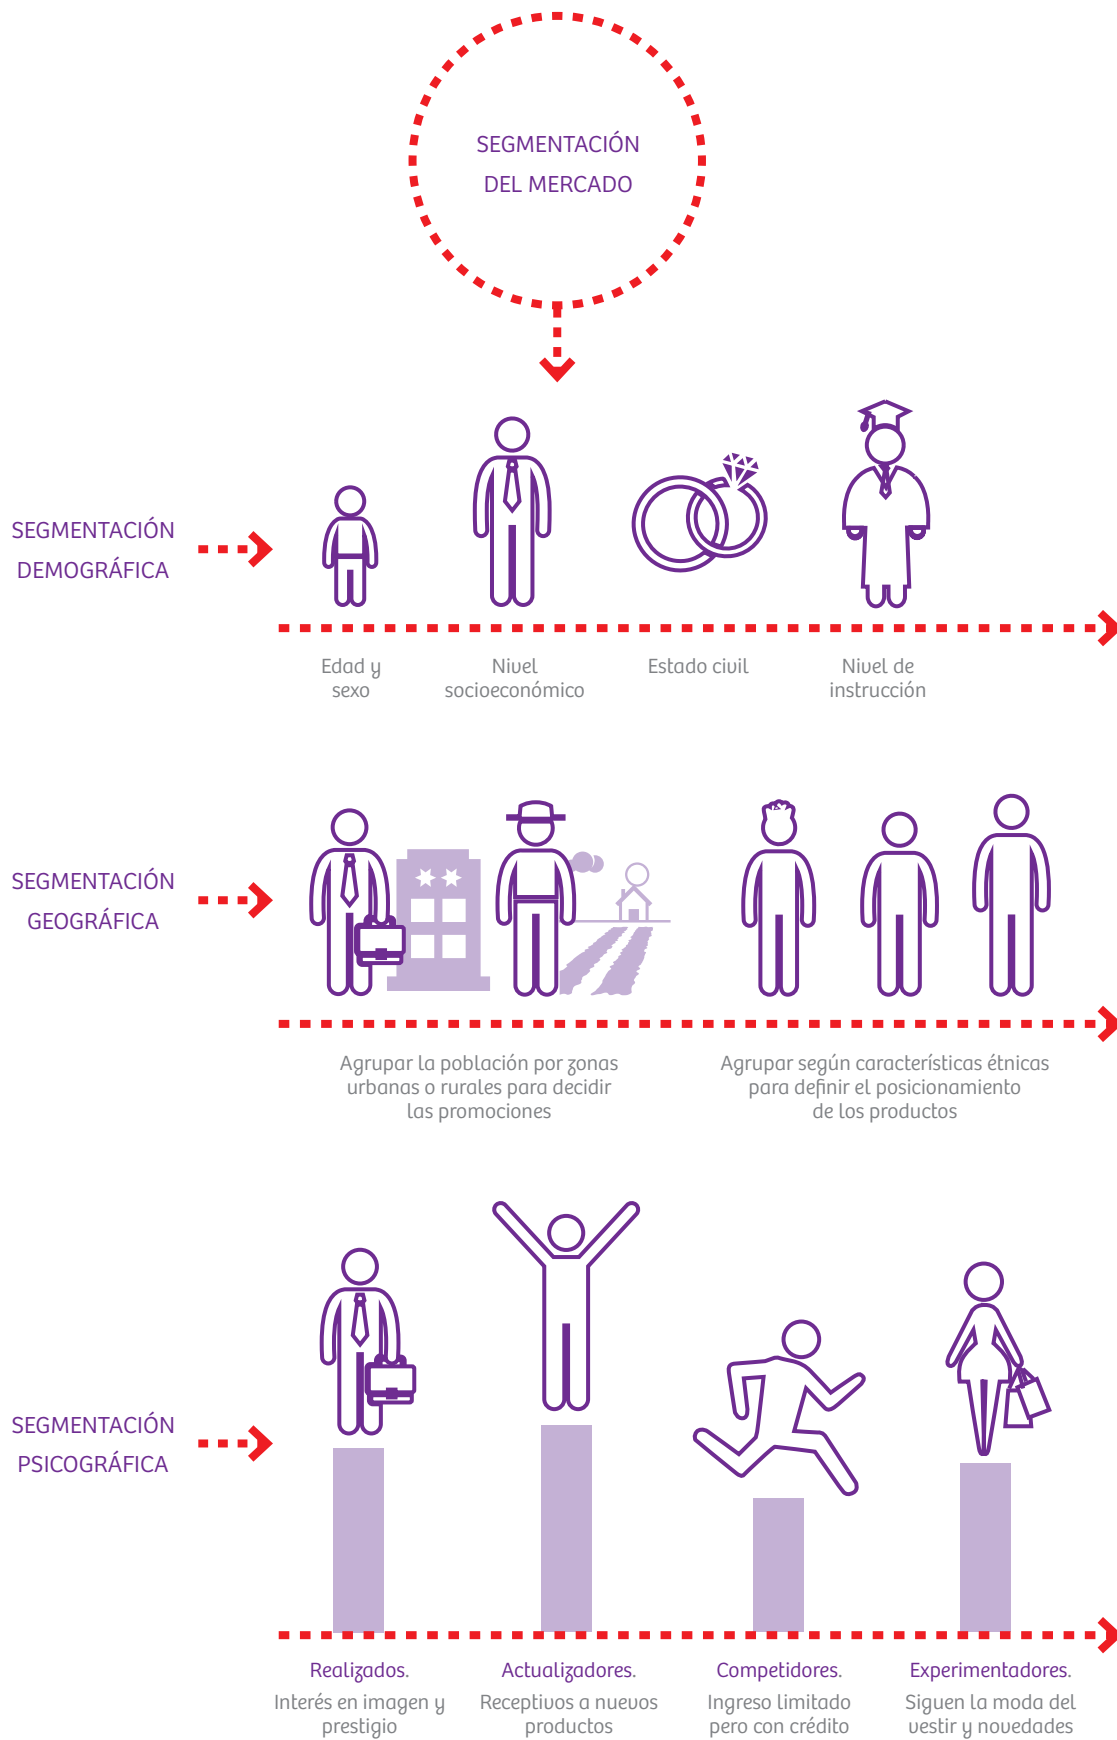 SEGMENTACIÓN
DEL MERCADO
SEGMENTACIÓN
DEMOGRÁFICA
Edad y
sexo
Nivel
socioeconómico
Estado civil
Nivel de
instrucción
SEGMENTACIÓN
GEOGRÁFICA
Agrupar la población por zonas
urbanas o rurales para decidir
las promociones
Agrupar según características étnicas
para definir el posicionamiento
de los productos
SEGMENTACIÓN
PSICOGRÁFICA
Realizados.
Interés en imagen y
prestigio
Actualizadores.
Receptivos a nuevos
productos
Competidores.
Ingreso limitado
pero con crédito
Experimentadores.
Siguen la moda del
vestir y novedades